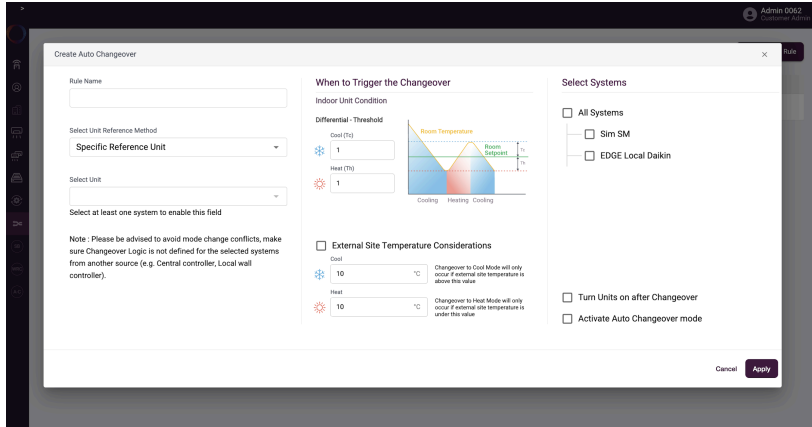 >
Admin 0062
Customer Admin
Rule
Create Auto Changeover
Rule Name
Select Unit Reference Method
Specific Reference Unit
Select Unit
Select at least one system to enable this field
Note : Please be advised to avoid mode change conflicts, make
sure Changeover Logic is not defined for the selected systems
from another source (e.g. Central controller, Local wall
controller).
When to Trigger the Changeover
Indoor Unit Condition
Differential - Threshold
Cool (Tc)
1
Heat (Th)
1
Room Temperature
Room
Setpoint
Tc
Th
Cooling Heating Cooling
External Site Temperature Considerations
Cool
10 °C
Changeover to Cool Mode will only
occur if external site temperature is
above this value
Heat
10 °C
Changeover to Heat Mode will only
occur if external site temperature is
under this value
Select Systems
All Systems
Sim SM
EDGE Local Daikin
Turn Units on after Changeover
Activate Auto Changeover mode
Cancel
Apply